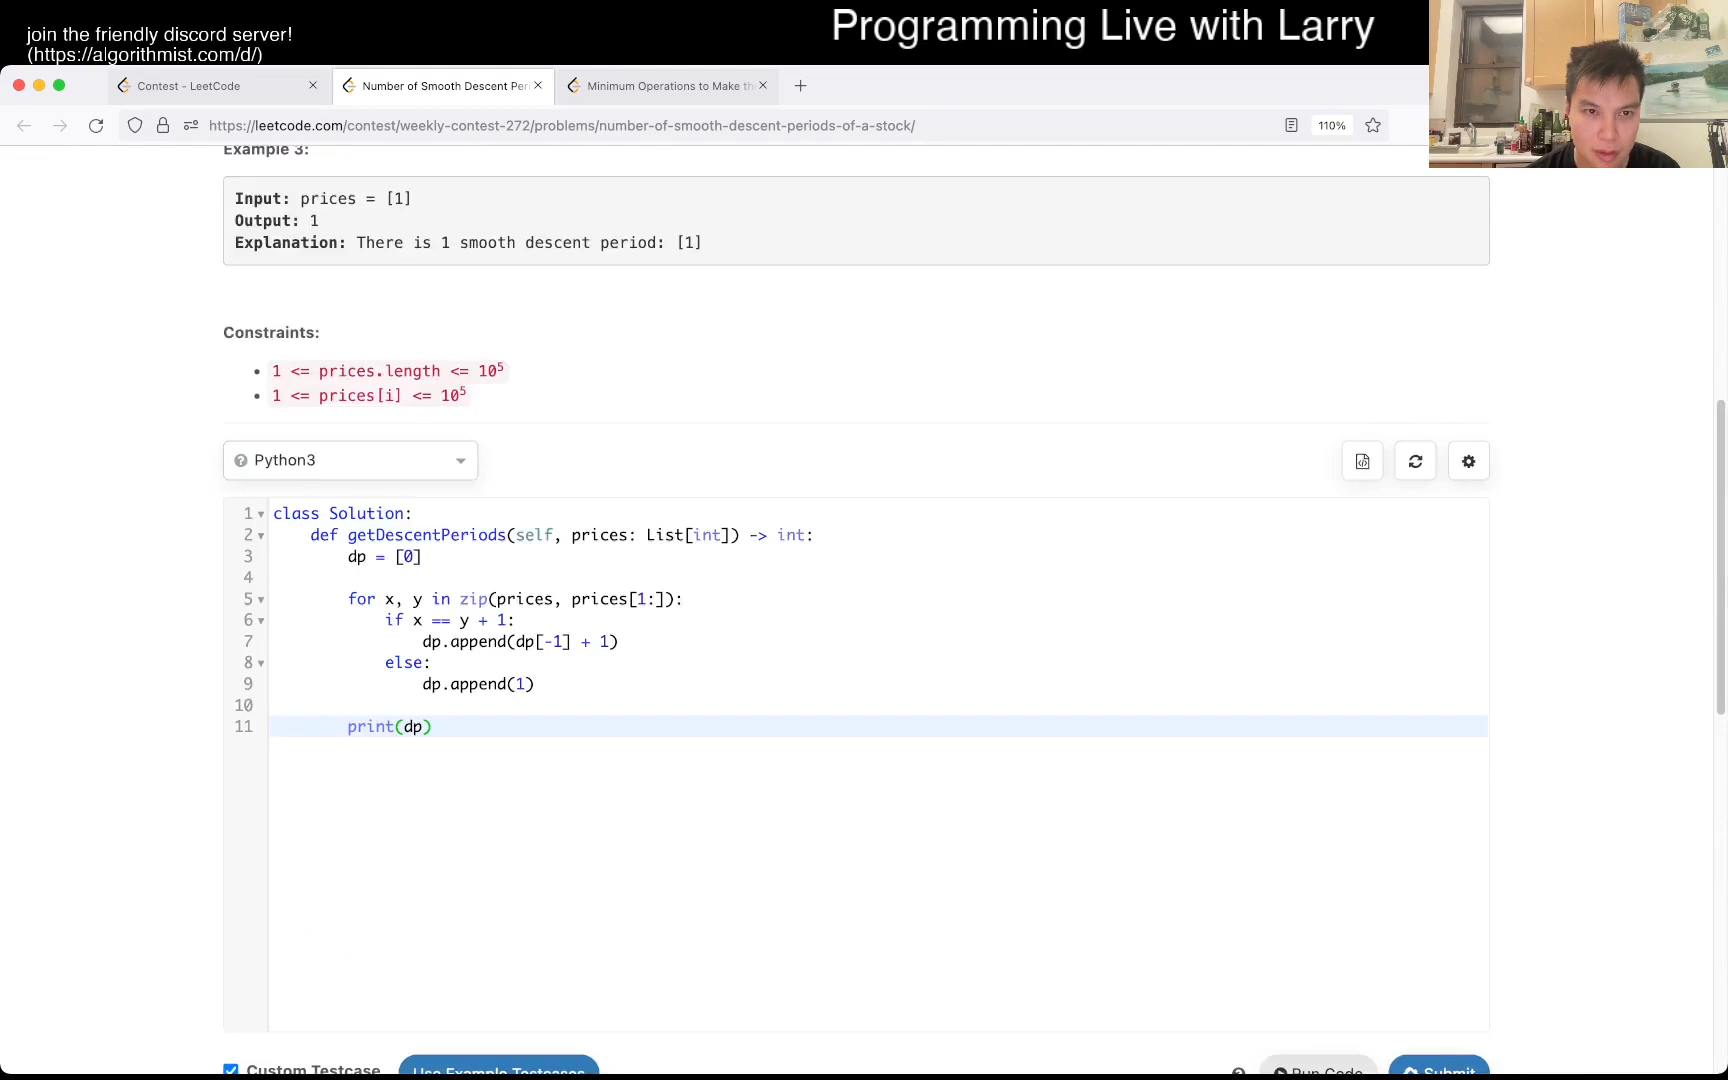 join the friendly discord server!
(https://algorithmist.com/d/)
Programming Live with Larry
Contest - LeetCode
Number of Smooth Descent Per
Minimum Operations to Make th
https://leetcode.com/contest/weekly-contest-272/problems/number-of-smooth-descent-periods-of-a-stock/
110%
Example 3:
Input: prices = [1]
Output: 1
Explanation: There is 1 smooth descent period: [1]
Constraints:
1 <= prices.length <= 10⁵
1 <= prices[i] <= 10⁵
Python3
1 class Solution:
2 def getDescentPeriods(self, prices: List[int]) -> int:
3 dp = [0]
4
5 for x, y in zip(prices, prices[1:]):
6 if x == y + 1:
7 dp.append(dp[-1] + 1)
8 else:
9 dp.append(1)
10
11 print(dp)
Custom Testcase
Use Example Testcases
Run Code
Submit